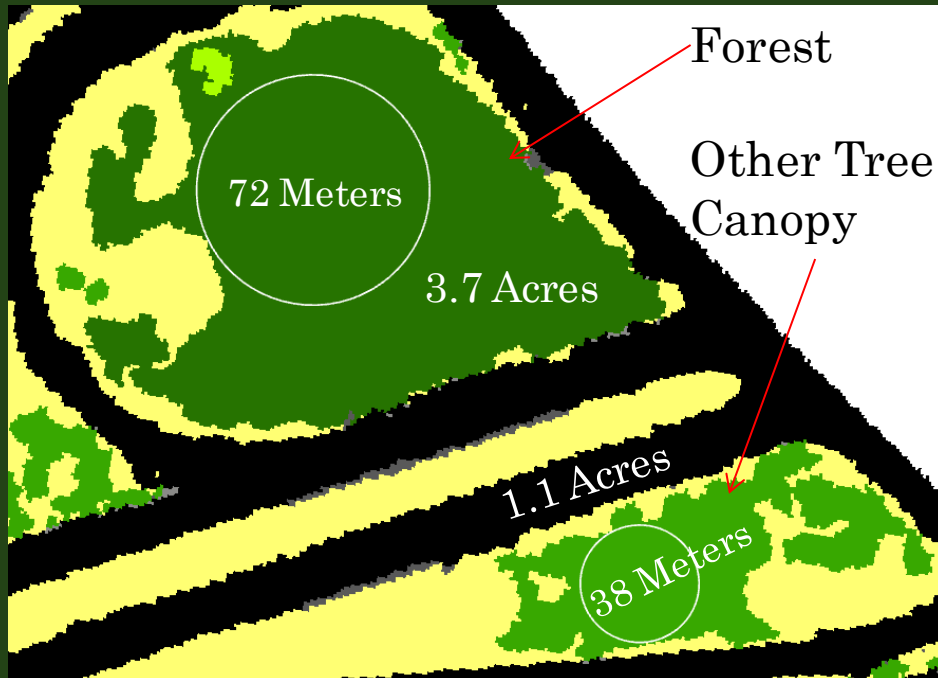 Forest
Other Tree
Canopy
72 Meters
3.7 Acres
1.1 Acres
38 Meters